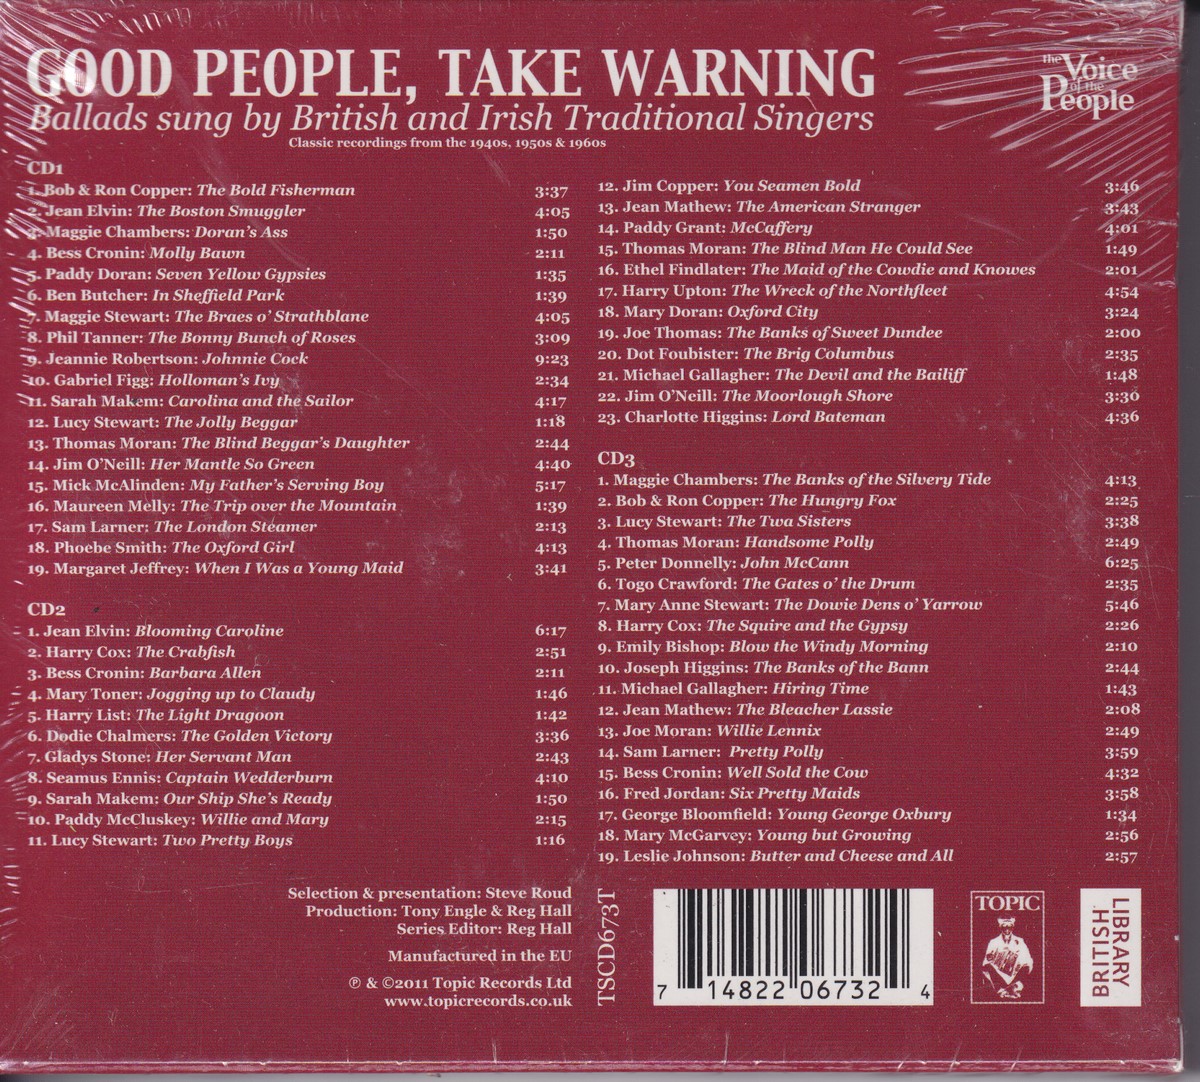 GOOD PEOPLE, TAKE WARNING
Ballads sung by British and Irish Traditional Singers
Classic recordings from the 1940s, 1950s & 1960s
the Voice of the People
CD1
1. Bob & Ron Copper: The Bold Fisherman 3:37
2. Jean Elvin: The Boston Smuggler 4:05
3. Maggie Chambers: Doran's Ass 1:50
4. Bess Cronin: Molly Bawn 2:11
5. Paddy Doran: Seven Yellow Gypsies 1:35
6. Ben Butcher: In Sheffield Park 1:39
7. Maggie Stewart: The Braes o' Strathblane 4:05
8. Phil Tanner: The Bonny Bunch of Roses 3:09
9. Jeannie Robertson: Johnnie Cock 9:23
10. Gabriel Figg: Holloman's Ivy 2:34
11. Sarah Makem: Carolina and the Sailor 4:17
12. Lucy Stewart: The Jolly Beggar 1:18
13. Thomas Moran: The Blind Beggar's Daughter 2:44
14. Jim O'Neill: Her Mantle So Green 4:40
15. Mick McAlinden: My Father's Serving Boy 5:17
16. Maureen Melly: The Trip over the Mountain 1:39
17. Sam Larner: The London Steamer 2:13
18. Phoebe Smith: The Oxford Girl 4:13
19. Margaret Jeffrey: When I Was a Young Maid 3:41
CD2
1. Jean Elvin: Blooming Caroline 6:17
2. Harry Cox: The Crabfish 2:51
3. Bess Cronin: Barbara Allen 2:11
4. Mary Toner: Jogging up to Claudy 1:46
5. Harry List: The Light Dragoon 1:42
6. Dodie Chalmers: The Golden Victory 3:36
7. Gladys Stone: Her Servant Man 2:43
8. Seamus Ennis: Captain Wedderburn 4:10
9. Sarah Makem: Our Ship She's Ready 1:50
10. Paddy McCluskey: Willie and Mary 2:15
11. Lucy Stewart: Two Pretty Boys 1:16
12. Jim Copper: You Seamen Bold 3:46
13. Jean Mathew: The American Stranger 3:43
14. Paddy Grant: McCaffery 4:01
15. Thomas Moran: The Blind Man He Could See 1:49
16. Ethel Findlater: The Maid of the Cowdie and Knowes 2:01
17. Harry Upton: The Wreck of the Northfleet 4:54
18. Mary Doran: Oxford City 3:24
19. Joe Thomas: The Banks of Sweet Dundee 2:00
20. Dot Foubister: The Brig Columbus 2:35
21. Michael Gallagher: The Devil and the Bailiff 1:48
22. Jim O'Neill: The Moorlough Shore 3:36
23. Charlotte Higgins: Lord Bateman 4:36
CD3
1. Maggie Chambers: The Banks of the Silvery Tide 4:13
2. Bob & Ron Copper: The Hungry Fox 2:25
3. Lucy Stewart: The Twa Sisters 3:38
4. Thomas Moran: Handsome Polly 2:49
5. Peter Donnelly: John McCann 6:25
6. Togo Crawford: The Gates o' the Drum 2:35
7. Mary Anne Stewart: The Dowie Dens o' Yarrow 5:46
8. Harry Cox: The Squire and the Gypsy 2:26
9. Emily Bishop: Blow the Windy Morning 2:10
10. Joseph Higgins: The Banks of the Bann 2:44
11. Michael Gallagher: Hiring Time 1:43
12. Jean Mathew: The Bleacher Lassie 2:08
13. Joe Moran: Willie Lennix 2:49
14. Sam Larner: Pretty Polly 3:59
15. Bess Cronin: Well Sold the Cow 4:32
16. Fred Jordan: Six Pretty Maids 3:58
17. George Bloomfield: Young George Oxbury 1:34
18. Mary McGarvey: Young but Growing 2:56
19. Leslie Johnson: Butter and Cheese and All 2:57
Selection & presentation: Steve Roud
Production: Tony Engle & Reg Hall
Series Editor: Reg Hall
Manufactured in the EU
℗ & ©2011 Topic Records Ltd
www.topicrecords.co.uk
TSCD673T
7 14822 06732 4
TOPIC
LIBRARY
BRITISH